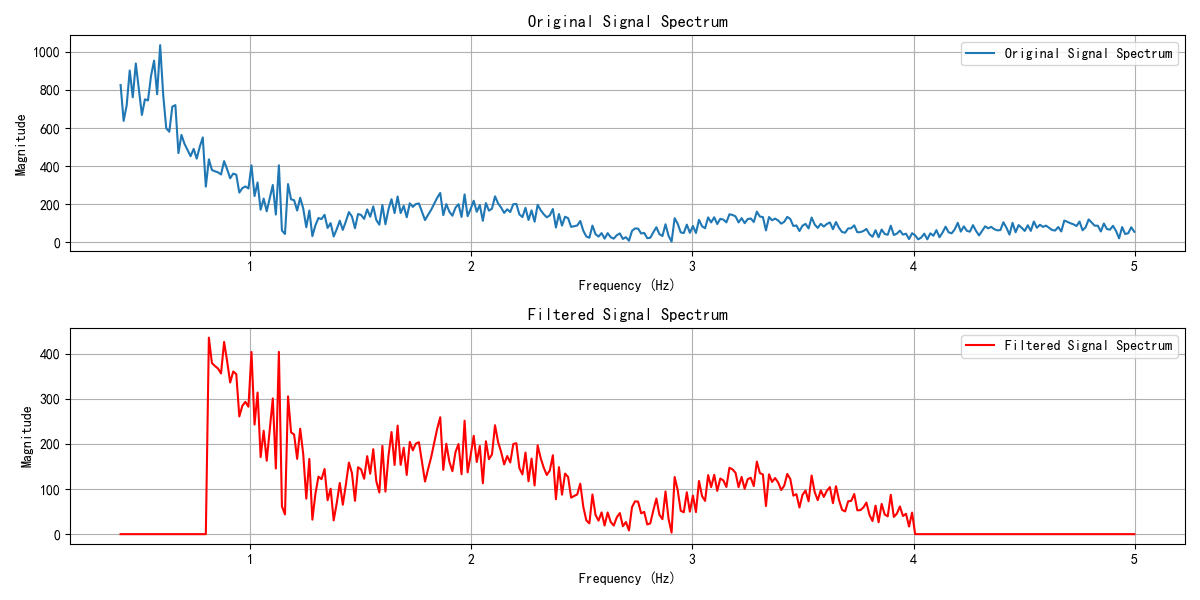 Original Signal Spectrum
Original Signal Spectrum
Magnitude
1000
800
600
400
200
0
1 2 3 4 5
Frequency (Hz)
Filtered Signal Spectrum
Filtered Signal Spectrum
Magnitude
400
300
200
100
0
1 2 3 4 5
Frequency (Hz)